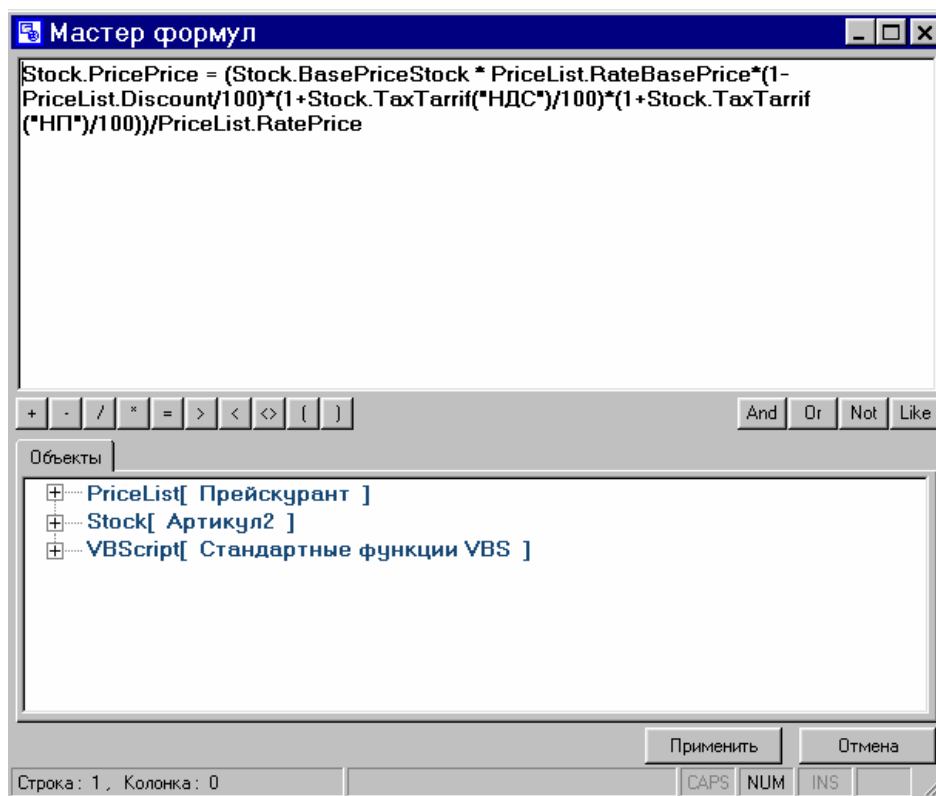 Мастер формул
Stock.PricePrice = (Stock.BasePriceStock * PriceList.RateBasePrice*(1-
PriceList.Discount/100)*(1+Stock.TaxTarrif("НДС")/100)*(1+Stock.TaxTarrif
("НП")/100))/PriceList.RatePrice
+ - / * = > < <> ( ) And Or Not Like
Объекты
PriceList[ Прейскурант ]
Stock[ Артикул2 ]
VBScript[ Стандартные функции VBS ]
Применить Отмена
Строка: 1 , Колонка: 0 CAPS NUM INS